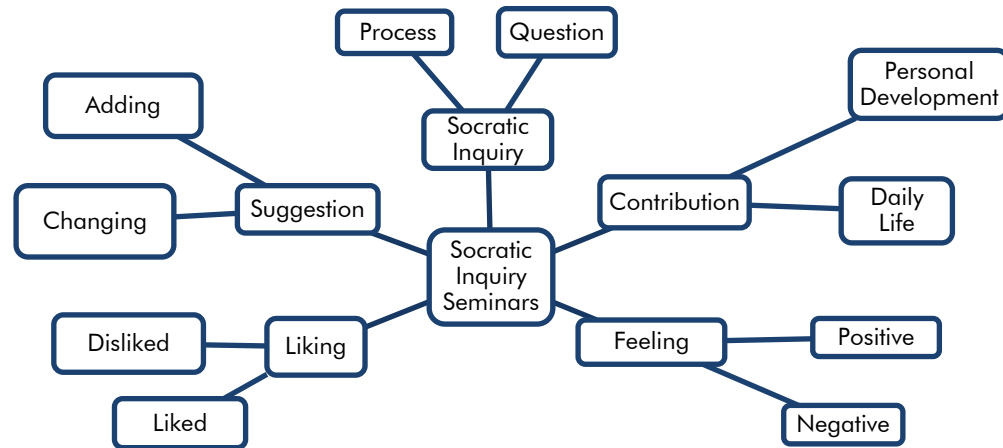 Process
Question
Personal
Development
Adding
Socratic
Inquiry
Contribution
Daily
Life
Changing
Suggestion
Socratic
Inquiry
Seminars
Disliked
Liking
Feeling
Positive
Liked
Negative